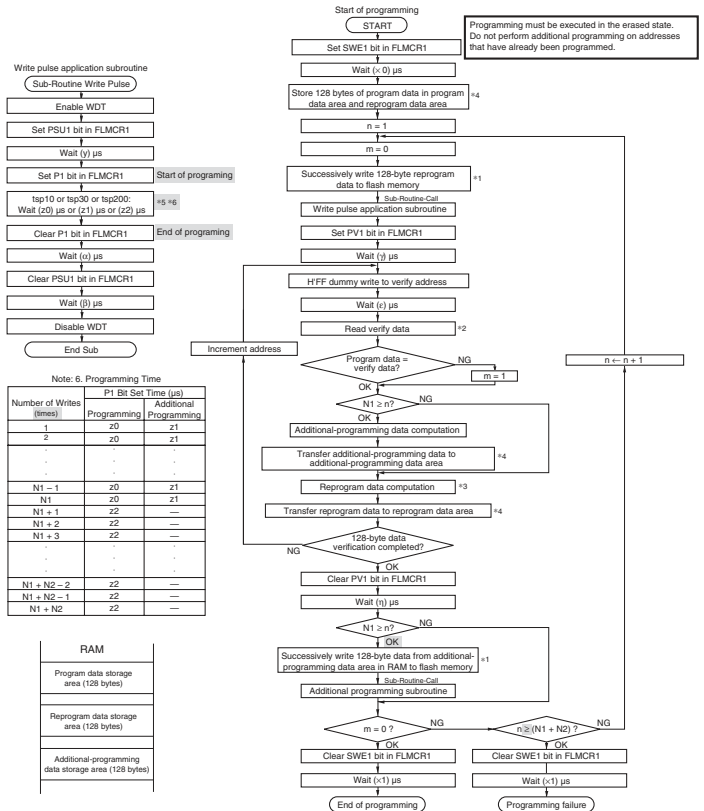 Start of programming
START
Set SWE1 bit in FLMCR1
Wait (× 0) µs
Store 128 bytes of program data in program
data area and reprogram data area
*4
n = 1
m = 0
Successively write 128-byte reprogram
data to flash memory
*1
Sub-Routine-Call
Write pulse application subroutine
Set PV1 bit in FLMCR1
Wait (γ) µs
H'FF dummy write to verify address
Wait (ε) µs
Read verify data
*2
Program data =
verify data?
NG
m = 1
OK
N1 ≥ n?
NG
OK
Additional-programming data computation
Transfer additional-programming data to
additional-programming data area
*4
Reprogram data computation
*3
Transfer reprogram data to reprogram data area
*4
128-byte data
verification completed?
NG
OK
Clear PV1 bit in FLMCR1
Wait (η) µs
N1 ≥ n?
NG
OK
Successively write 128-byte data from additional-
programming data area in RAM to flash memory
*1
Sub-Routine-Call
Additional programming subroutine
m = 0 ?
NG
OK
Clear SWE1 bit in FLMCR1
Wait (×1) µs
End of programming
n ≥ (N1 + N2) ?
NG
OK
Clear SWE1 bit in FLMCR1
Wait (×1) µs
Programming failure
n ← n + 1
Increment address
Programming must be executed in the erased state.
Do not perform additional programming on addresses
that have already been programmed.
Write pulse application subroutine
Sub-Routine Write Pulse
Enable WDT
Set PSU1 bit in FLMCR1
Wait (y) µs
Set P1 bit in FLMCR1
Start of programing
tsp10 or tsp30 or tsp200:
Wait (z0) µs or (z1) µs or (z2) µs
*5 *6
Clear P1 bit in FLMCR1
End of programing
Wait (α) µs
Clear PSU1 bit in FLMCR1
Wait (β) µs
Disable WDT
End Sub
Note: 6. Programming Time
Number of Writes
(times)
P1 Bit Set Time (µs)
Programming
Additional
Programming
1 z0 z1
2 z0 z1
. . .
. . .
. . .
N1 – 1 z0 z1
N1 z0 z1
N1 + 1 z2 —
N1 + 2 z2 —
N1 + 3 z2 —
. . .
. . .
. . .
N1 + N2 – 2 z2 —
N1 + N2 – 1 z2 —
N1 + N2 z2 —
RAM
Program data storage
area (128 bytes)
Reprogram data storage
area (128 bytes)
Additional-programming
data storage area (128 bytes)